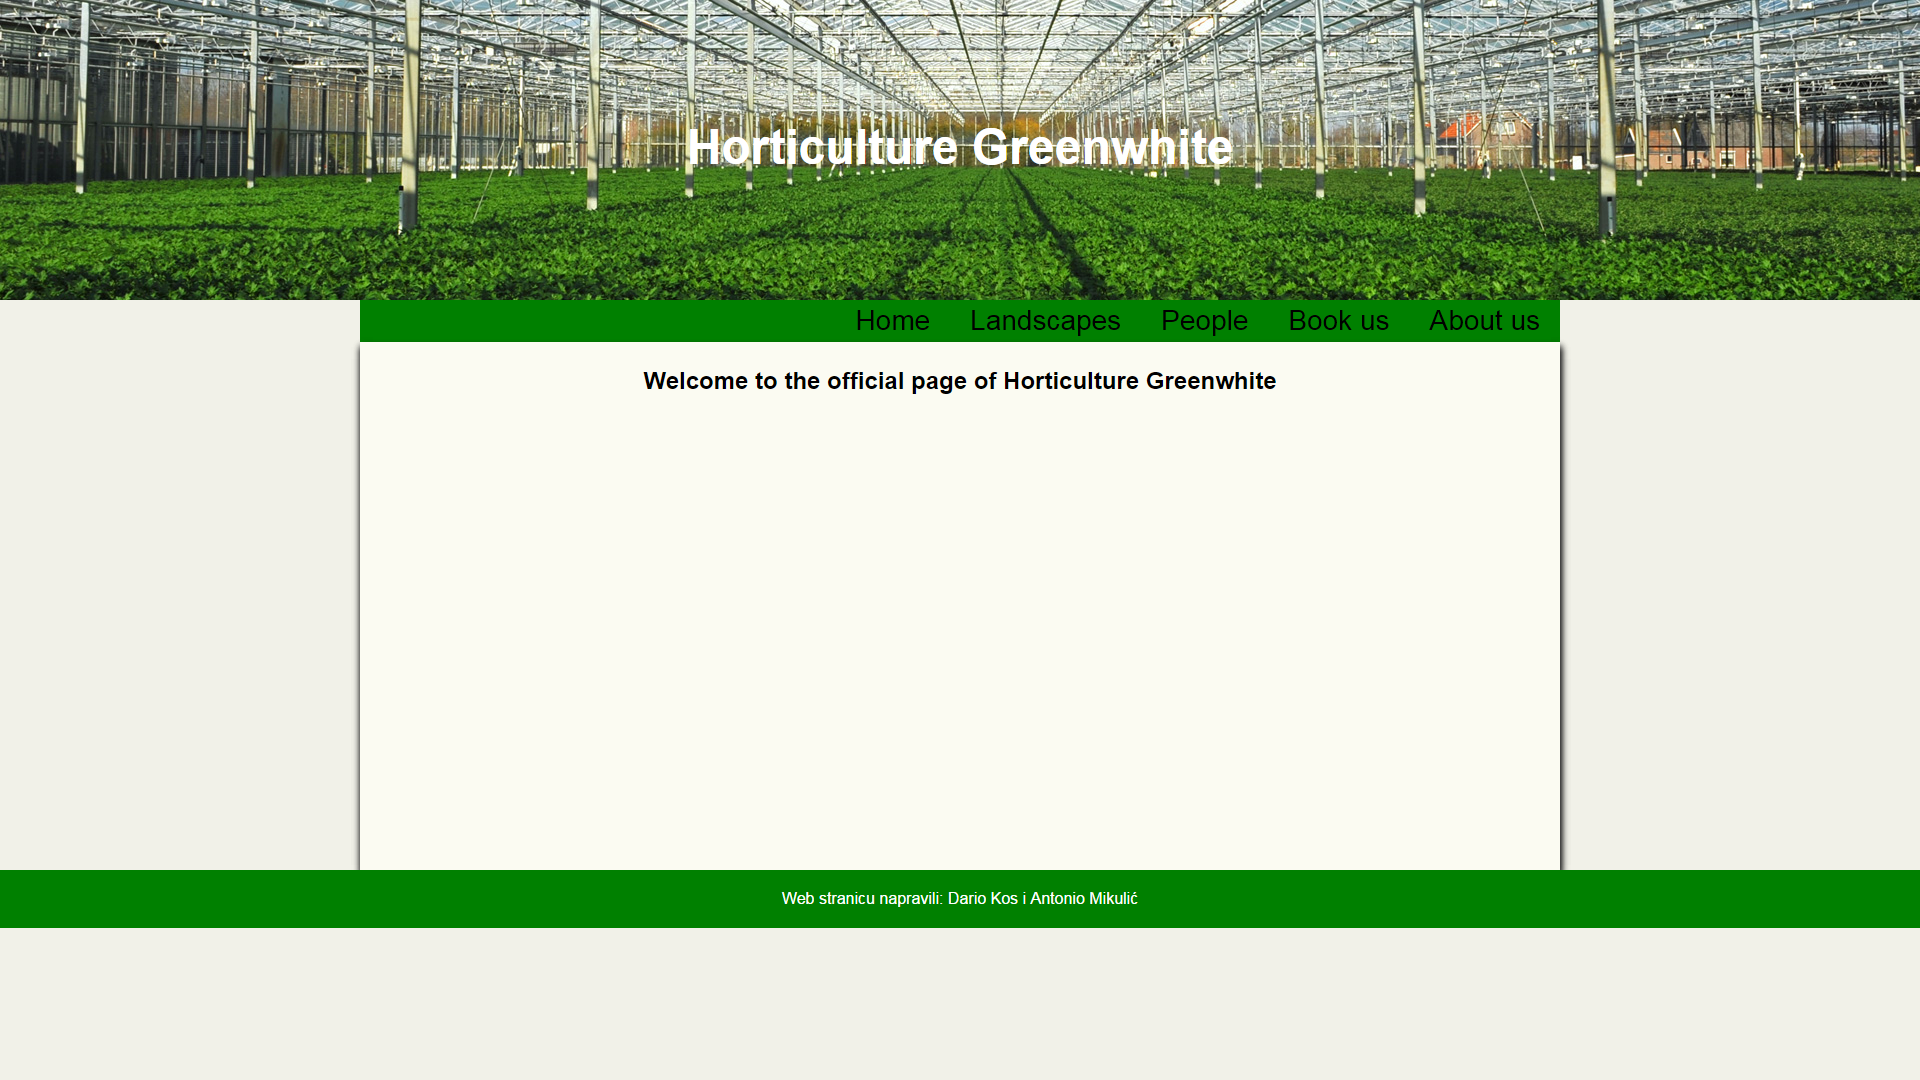 Horticulture Greenwhite
Home Landscapes People Book us About us
Welcome to the official page of Horticulture Greenwhite
Web stranicu napravili: Dario Kos i Antonio Mikulić